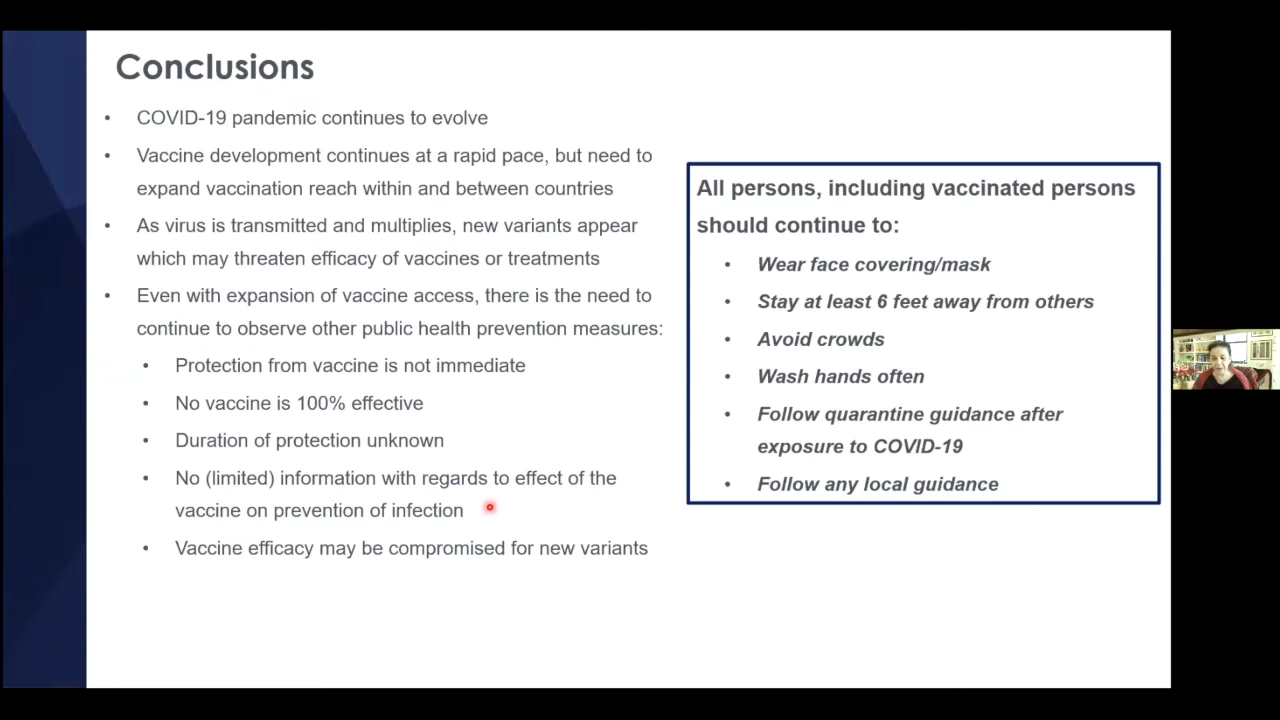 Conclusions
• COVID-19 pandemic continues to evolve
• Vaccine development continues at a rapid pace, but need to
expand vaccination reach within and between countries
• As virus is transmitted and multiplies, new variants appear
which may threaten efficacy of vaccines or treatments
• Even with expansion of vaccine access, there is the need to
continue to observe other public health prevention measures:
• Protection from vaccine is not immediate
• No vaccine is 100% effective
• Duration of protection unknown
• No (limited) information with regards to effect of the
vaccine on prevention of infection
• Vaccine efficacy may be compromised for new variants
All persons, including vaccinated persons
should continue to:
• Wear face covering/mask
• Stay at least 6 feet away from others
• Avoid crowds
• Wash hands often
• Follow quarantine guidance after
exposure to COVID-19
• Follow any local guidance